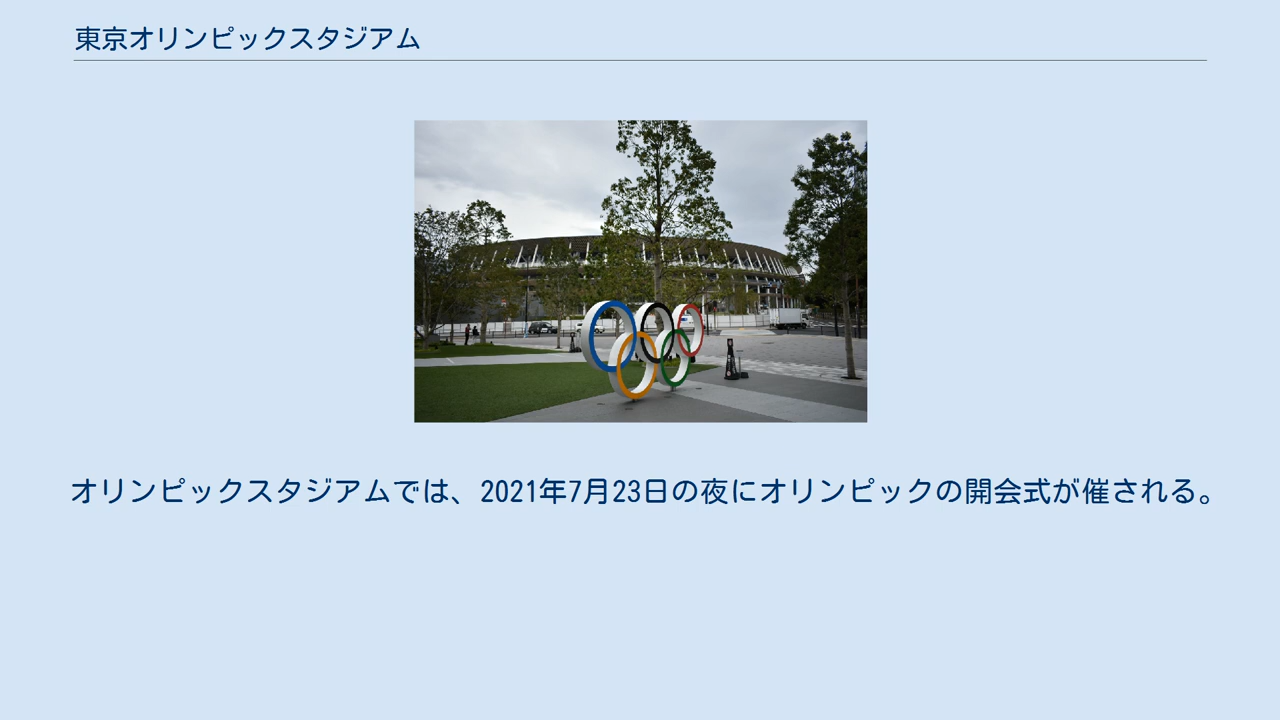 東京オリンピックスタジアム
オリンピックスタジアムでは、2021年7月23日の夜にオリンピックの開会式が催される。